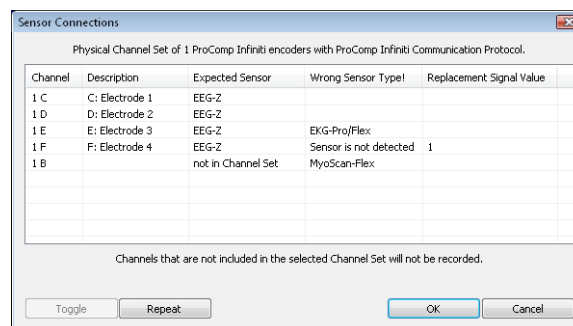 Sensor Connections
Physical Channel Set of 1 ProComp Infiniti encoders with ProComp Infiniti Communication Protocol.
Channel Description Expected Sensor Wrong Sensor Type! Replacement Signal Value
1 C C: Electrode 1 EEG-Z
1 D D: Electrode 2 EEG-Z
1 E E: Electrode 3 EEG-Z EKG-Pro/Flex
1 F F: Electrode 4 EEG-Z Sensor is not detected 1
1 B not in Channel Set MyoScan-Flex
Channels that are not included in the selected Channel Set will not be recorded.
Toggle Repeat OK Cancel